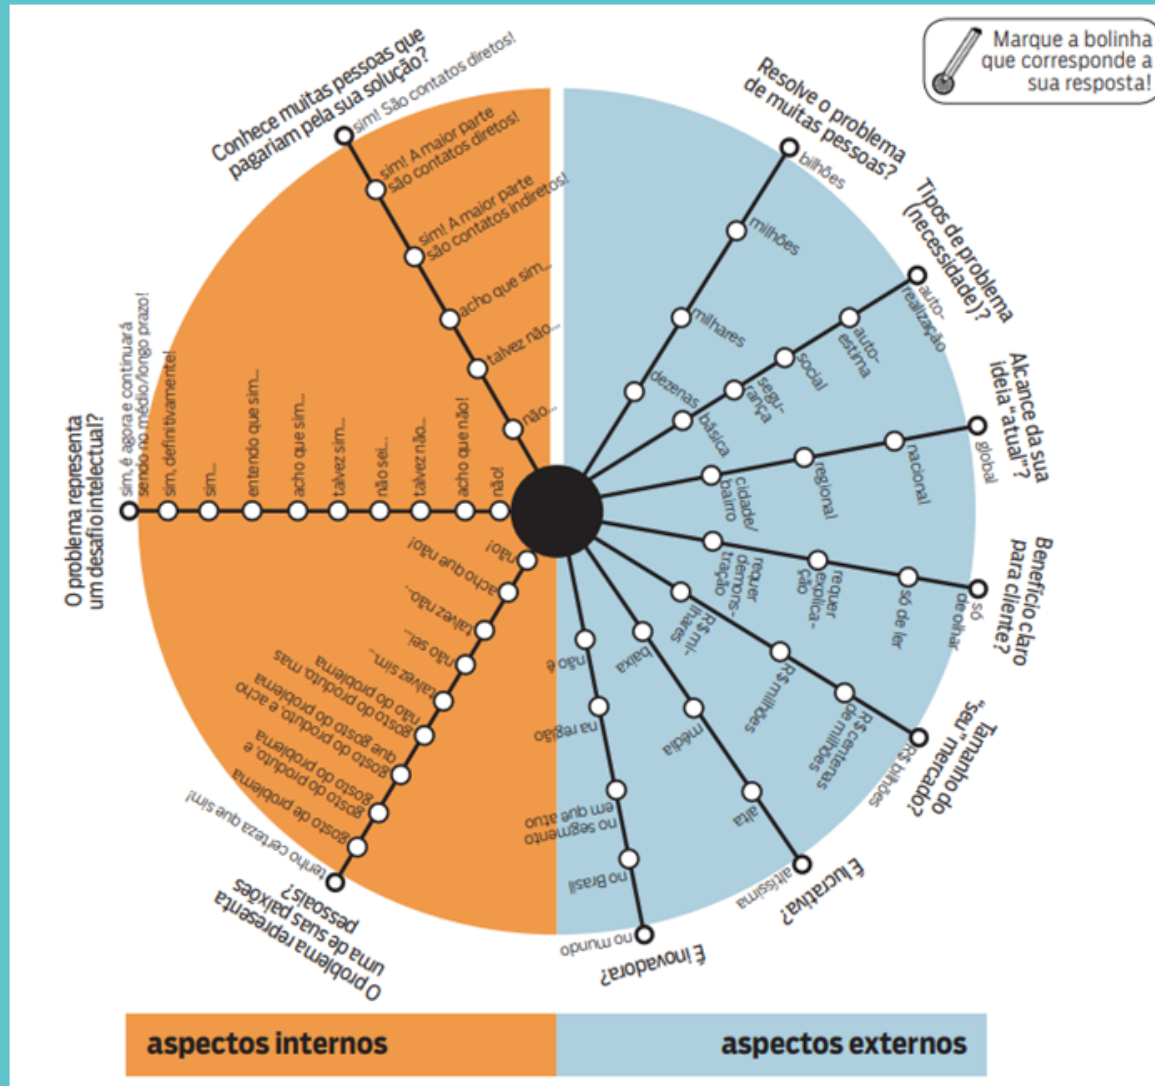 Marque a bolinha
que corresponde a
sua resposta!
Conhece muitas pessoas que
pagariam pela sua solução?
sim! São contatos diretos!
sim! A maior parte
são contatos diretos!
sim! A maior parte
são contatos indiretos!
acho que sim...
talvez não...
não...
Resolve o problema
de muitas pessoas?
bilhões
milhões
milhares
dezenas
Tipos de problema
(necessidade)?
auto-
realização
auto-
estima
social
segu-
rança
básica
Alcance da sua
ideia "atual"?
global
nacional
regional
cidade/
bairro
Benefício claro
para cliente?
só
de olhar
só de ler
requer
explica-
ção
requer
demons-
tração
Tamanho do
"seu" mercado?
R$ bilhões
R$ centenas
de milhões
R$ milhões
R$ mi-
lhares
É lucrativa?
altíssima
alta
média
baixa
É inovadora?
no mundo
no Brasil
no segmento
em que atuo
na região
não é
O problema representa
uma de suas paixões
pessoais?
tenho certeza que sim!
gosto do problema
gosto do produto, e
gosto do problema
gosto do produto, e acho
que gosto do problema
gosto do produto, mas
não do problema
talvez sim...
não sei...
talvez não...
acho que não!
não!
O problema representa
um desafio intelectual?
sim, é agora e continuará
sendo no médio/longo prazo!
sim, definitivamente!
sim...
entendo que sim...
acho que sim...
talvez sim...
não sei...
talvez não...
acho que não!
não!
aspectos internos
aspectos externos